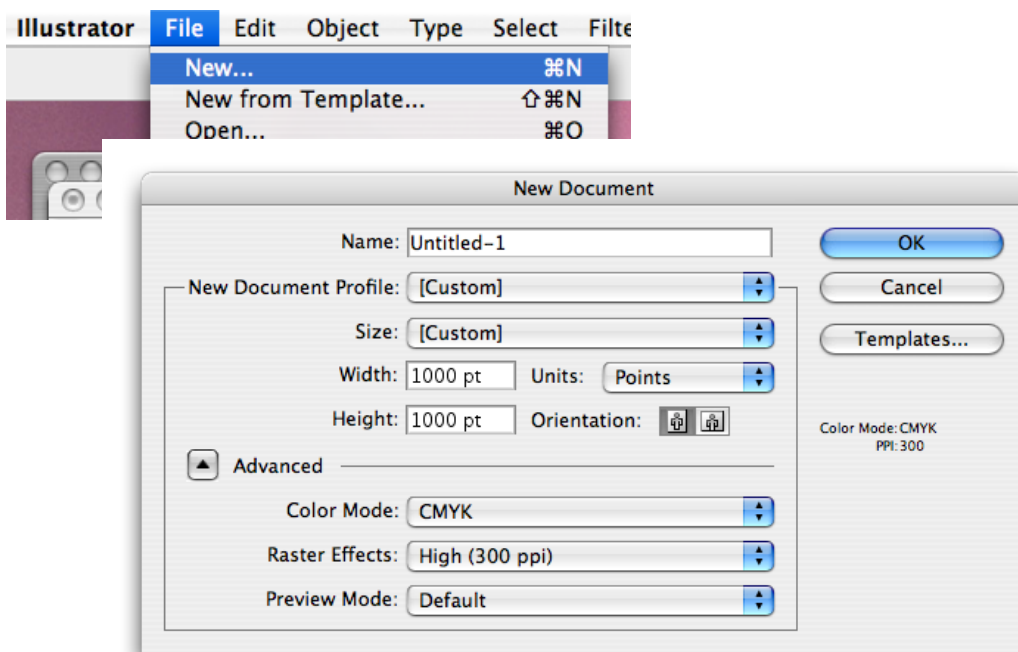 Illustrator File Edit Object Type Select Filte
New... ⌘N
New from Template... ⇧⌘N
Open... ⌘O
New Document
Name: Untitled-1
OK
New Document Profile: [Custom]
Cancel
Size: [Custom]
Templates...
Width: 1000 pt Units: Points
Height: 1000 pt Orientation:
Color Mode: CMYK
PPI: 300
Advanced
Color Mode: CMYK
Raster Effects: High (300 ppi)
Preview Mode: Default